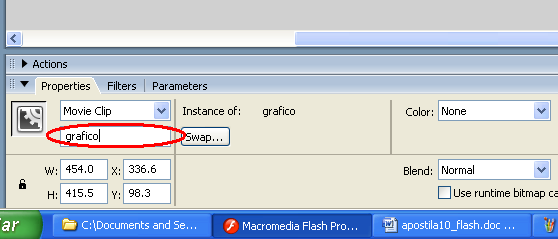 Actions
Properties Filters Parameters
Movie Clip Instance of: grafico Color: None
grafico Swap...
W: 454.0 X: 336.6 Blend: Normal
H: 415.5 Y: 98.3 Use runtime bitmap ca
iar C:\Documents and Se... Macromedia Flash Pro... apostila10_flash.doc ...